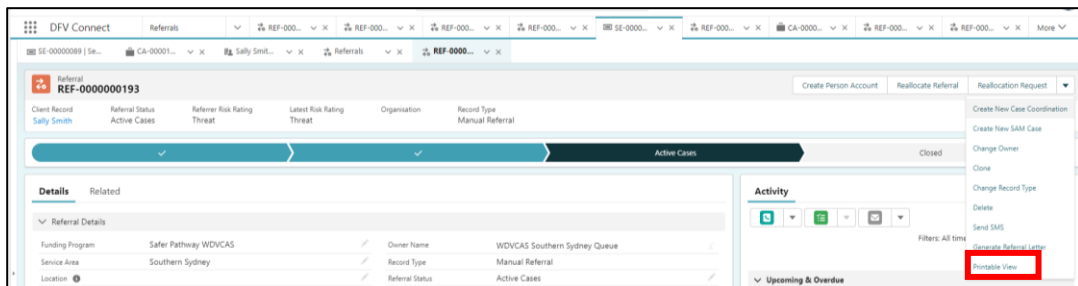 DFV Connect Referrals REF-000... REF-000... REF-000... REF-000... SE-0000... REF-000... CA-0000... REF-000... REF-000... More
SE-00000089 | Se... CA-00001... Sally Smit... Referrals REF-0000...
Referral
REF-0000000193
Create Person Account Reallocate Referral Reallocation Request
Client Record Referral Status Referrer Risk Rating Latest Risk Rating Organisation Record Type
Sally Smith Active Cases Threat Threat Manual Referral
Create New Case Coordination
Create New SAM Case
Change Owner
Clone
Change Record Type
Delete
Send SMS
Generate Referral Letter
Printable View
Active Cases Closed
Details Related
Activity
Referral Details
Filters: All time
Funding Program Safer Pathway WDVCAS Owner Name WDVCAS Southern Sydney Queue
Service Area Southern Sydney Record Type Manual Referral
Location Referral Status Active Cases
Upcoming & Overdue